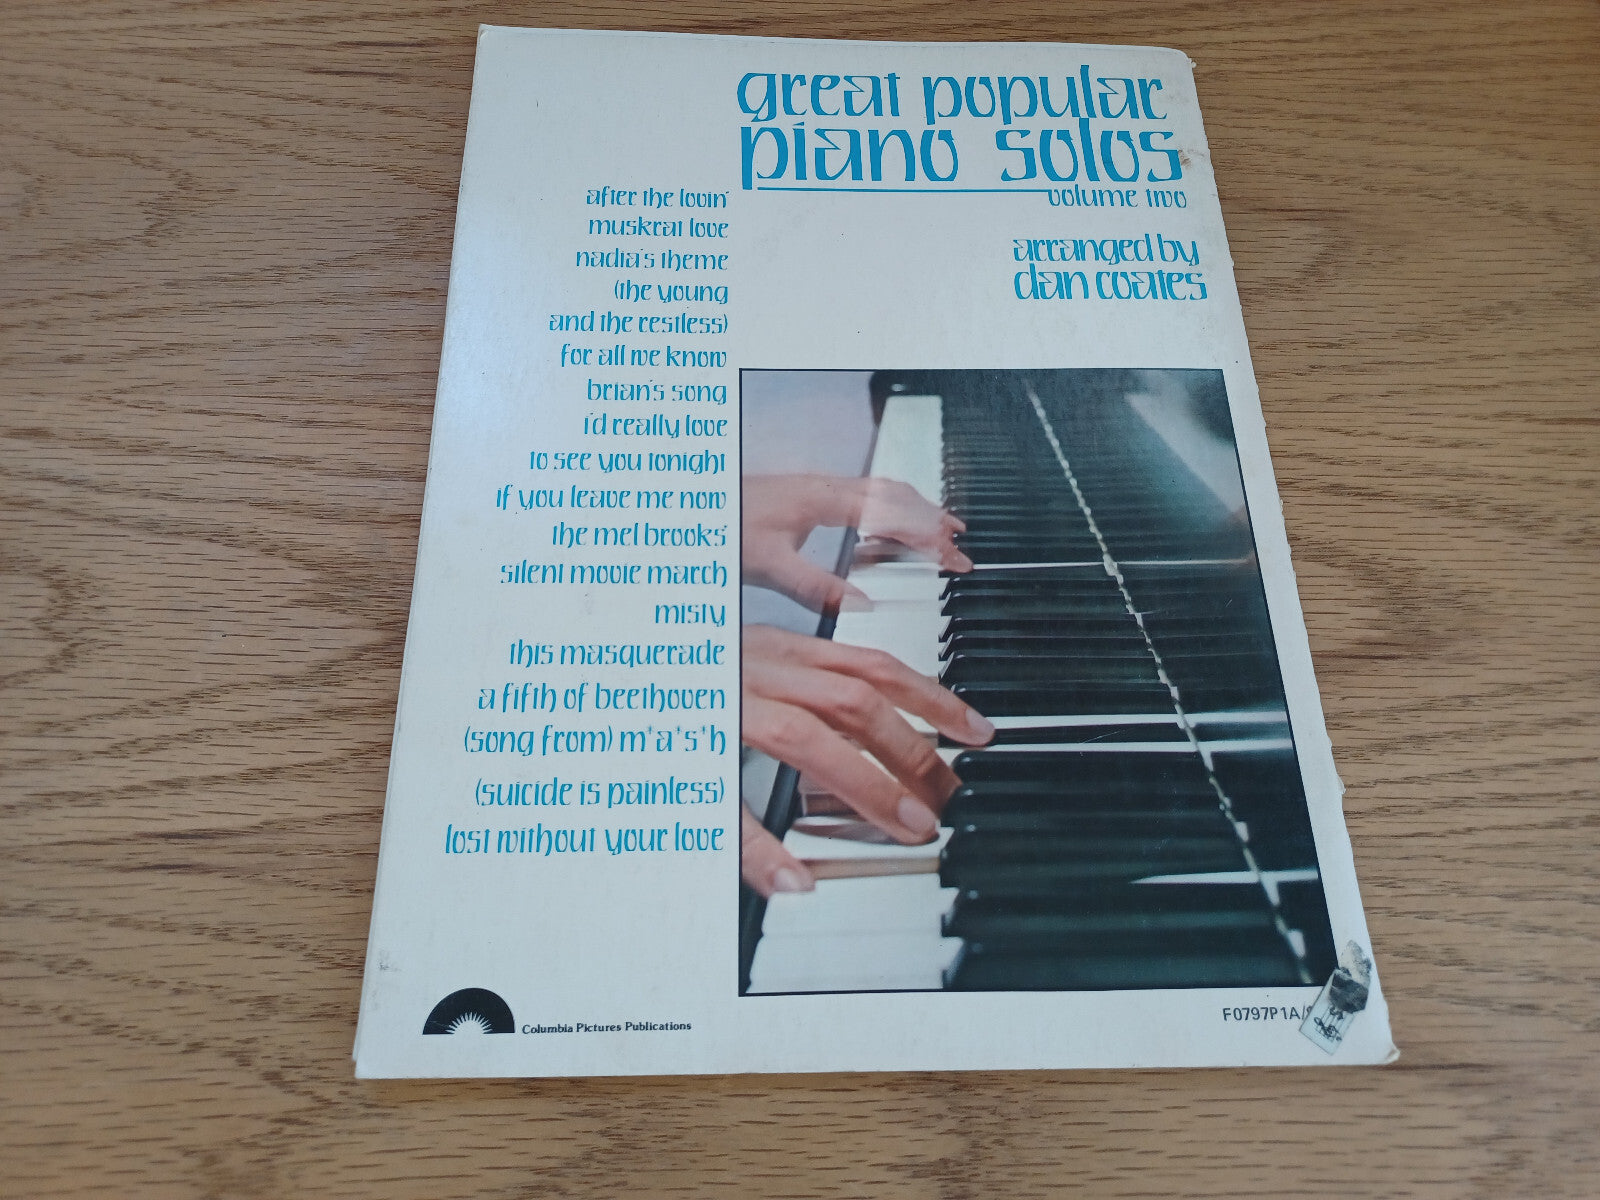 great popular
piano solos
volume two
arranged by
dan coates
after the lovin'
muskrat love
nadia's theme
(the young
and the restless)
for all we know
brian's song
i'd really love
to see you tonight
if you leave me now
the mel brooks'
silent movie march
misty
this masquerade
a fifth of beethoven
(song from) m*a*s*h
(suicide is painless)
lost without your love
Columbia Pictures Publications
F0797P1A/